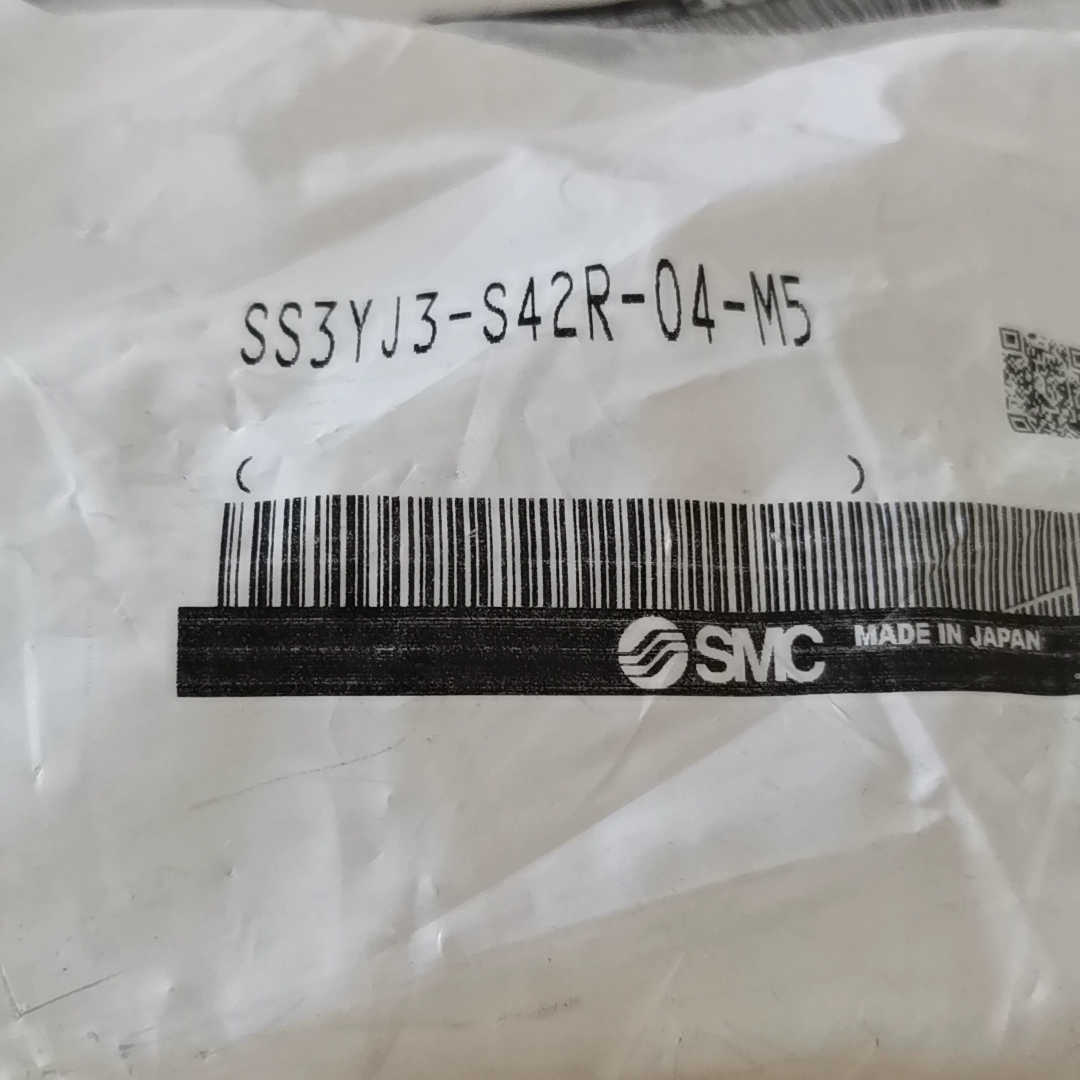 SS3YJ3-S42R-04-M5
( )
SMC MADE IN JAPAN